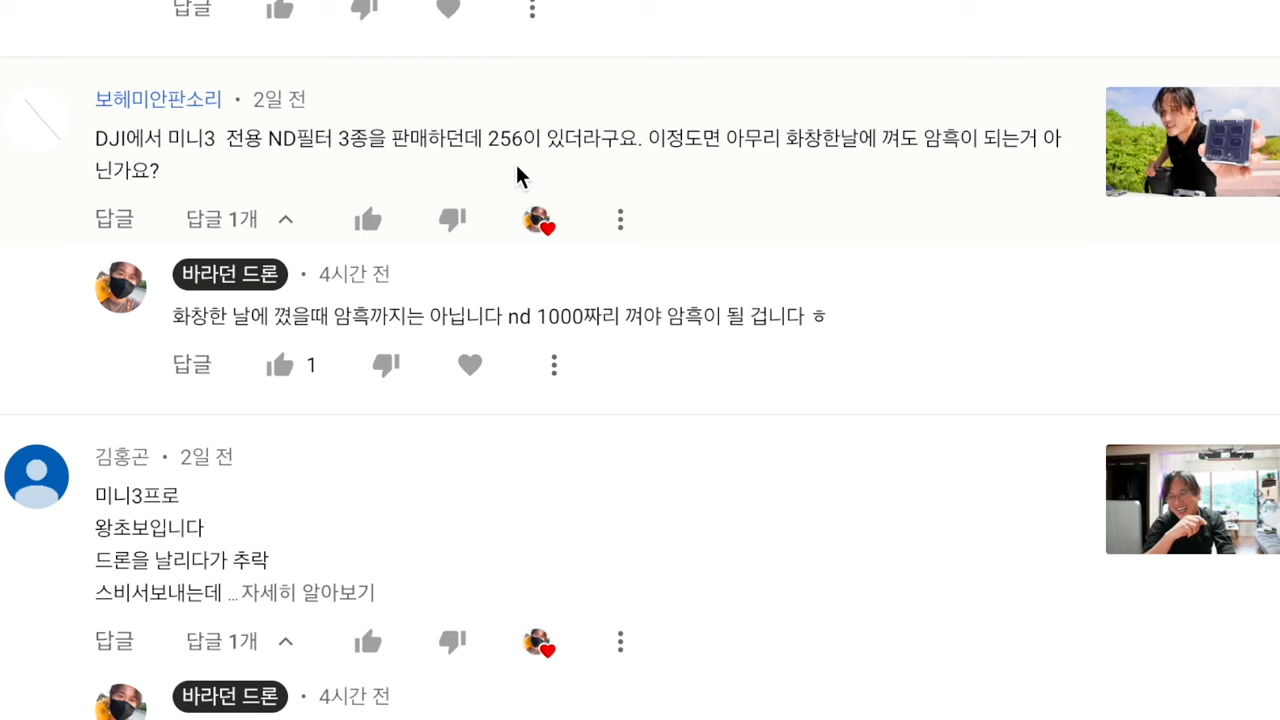 답글
보헤미안판소리 • 2일 전
DJI에서 미니3 전용 ND필터 3종을 판매하던데 256이 있더라구요. 이정도면 아무리 화창한날에 껴도 암흑이 되는거 아
닌가요?
답글 답글 1개
바라던 드론 • 4시간 전
화창한 날에 꼈을때 암흑까지는 아닙니다 nd 1000짜리 껴야 암흑이 될 겁니다 ㅎ
답글 1
김홍곤 • 2일 전
미니3프로
왕초보입니다
드론을 날리다가 추락
스비서보내는데 ... 자세히 알아보기
답글 답글 1개
바라던 드론 • 4시간 전